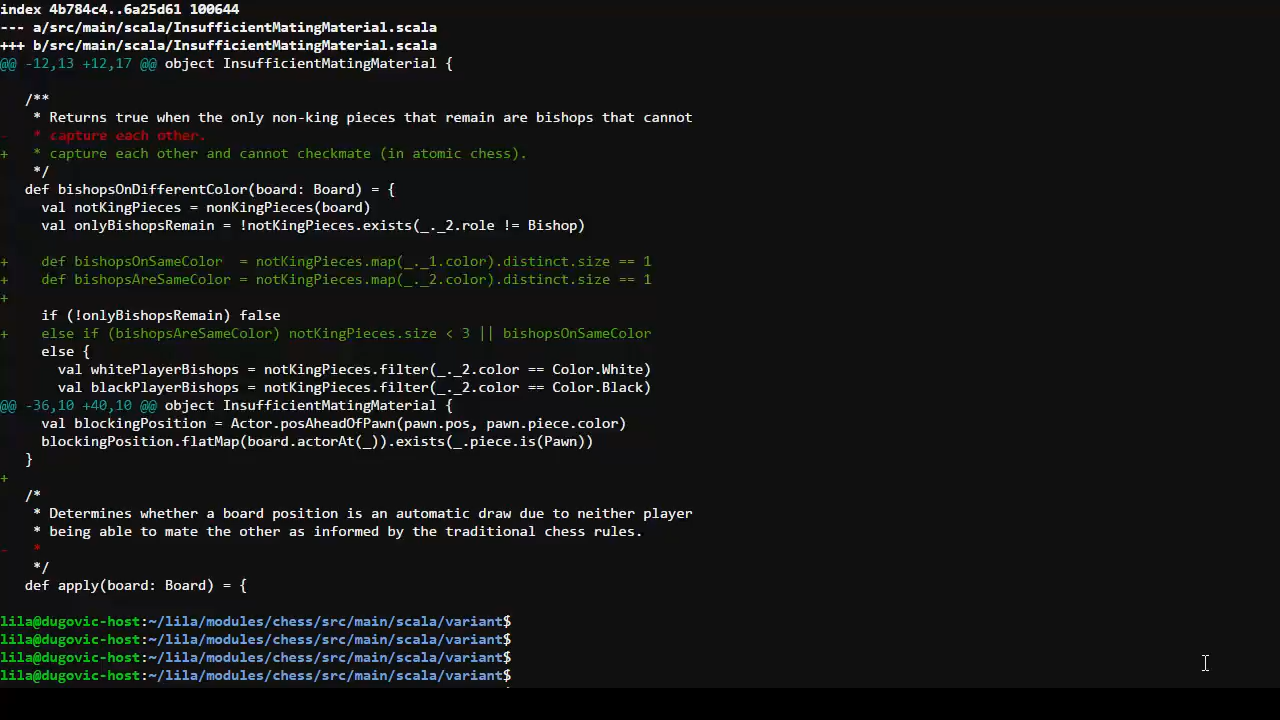 index 4b784c4..6a25d61 100644
--- a/src/main/scala/InsufficientMatingMaterial.scala
+++ b/src/main/scala/InsufficientMatingMaterial.scala
@@ -12,13 +12,17 @@ object InsufficientMatingMaterial {
   /**
    * Returns true when the only non-king pieces that remain are bishops that cannot
-   * capture each other.
+   * capture each other and cannot checkmate (in atomic chess).
    */
   def bishopsOnDifferentColor(board: Board) = {
     val notKingPieces = nonKingPieces(board)
     val onlyBishopsRemain = !notKingPieces.exists(_._2.role != Bishop)
+    def bishopsOnSameColor  = notKingPieces.map(_._1.color).distinct.size == 1
+    def bishopsAreSameColor = notKingPieces.map(_._2.color).distinct.size == 1
+
     if (!onlyBishopsRemain) false
+    else if (bishopsAreSameColor) notKingPieces.size < 3 || bishopsOnSameColor
     else {
       val whitePlayerBishops = notKingPieces.filter(_._2.color == Color.White)
       val blackPlayerBishops = notKingPieces.filter(_._2.color == Color.Black)
@@ -36,10 +40,10 @@ object InsufficientMatingMaterial {
     val blockingPosition = Actor.posAheadOfPawn(pawn.pos, pawn.piece.color)
     blockingPosition.flatMap(board.actorAt(_)).exists(_.piece.is(Pawn))
   }
+
   /*
    * Determines whether a board position is an automatic draw due to neither player
    * being able to mate the other as informed by the traditional chess rules.
-   *
    */
   def apply(board: Board) = {
lila@dugovic-host:~/lila/modules/chess/src/main/scala/variant$
lila@dugovic-host:~/lila/modules/chess/src/main/scala/variant$
lila@dugovic-host:~/lila/modules/chess/src/main/scala/variant$
lila@dugovic-host:~/lila/modules/chess/src/main/scala/variant$